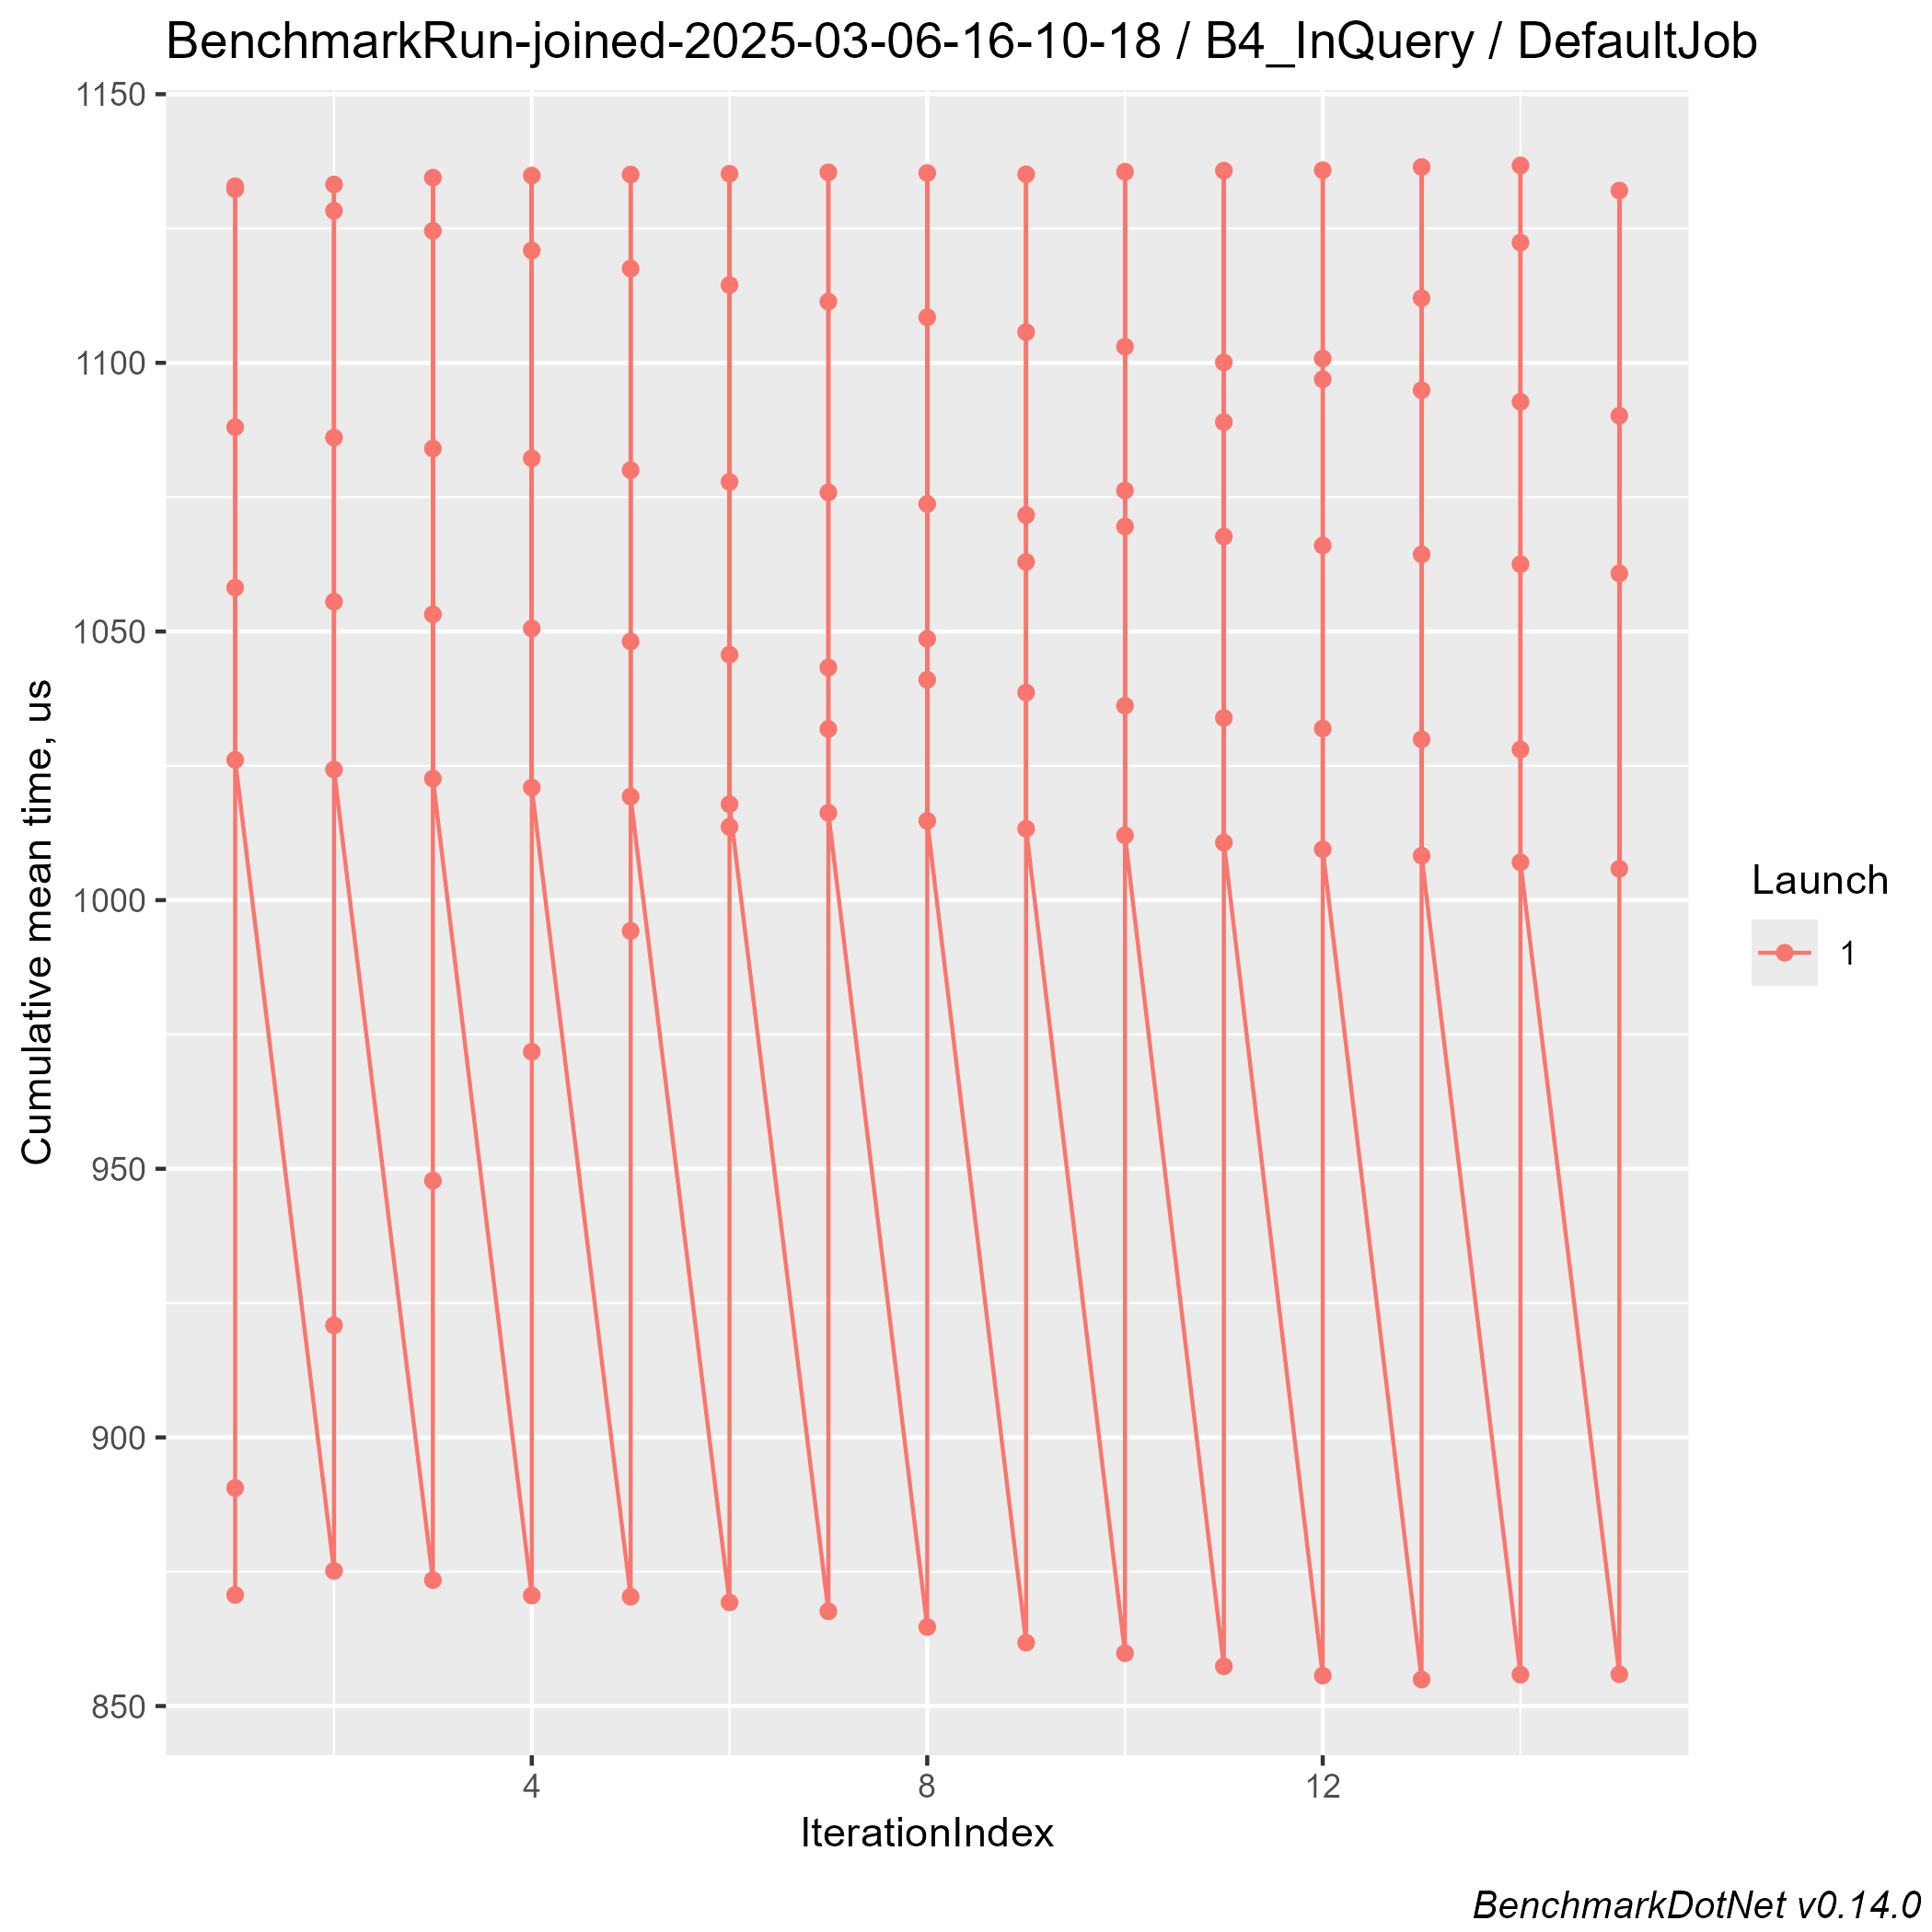 BenchmarkRun-joined-2025-03-06-16-10-18 / B4_InQuery / DefaultJob
1150
1100
1050
1000
950
900
850
Cumulative mean time, us
4
8
12
IterationIndex
Launch
1
BenchmarkDotNet v0.14.0